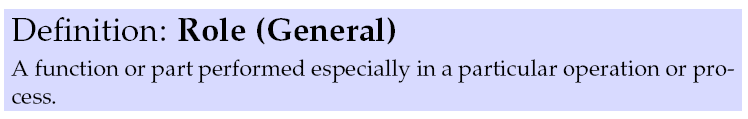 Definition: Role (General)
A function or part performed especially in a particular operation or pro-
cess.